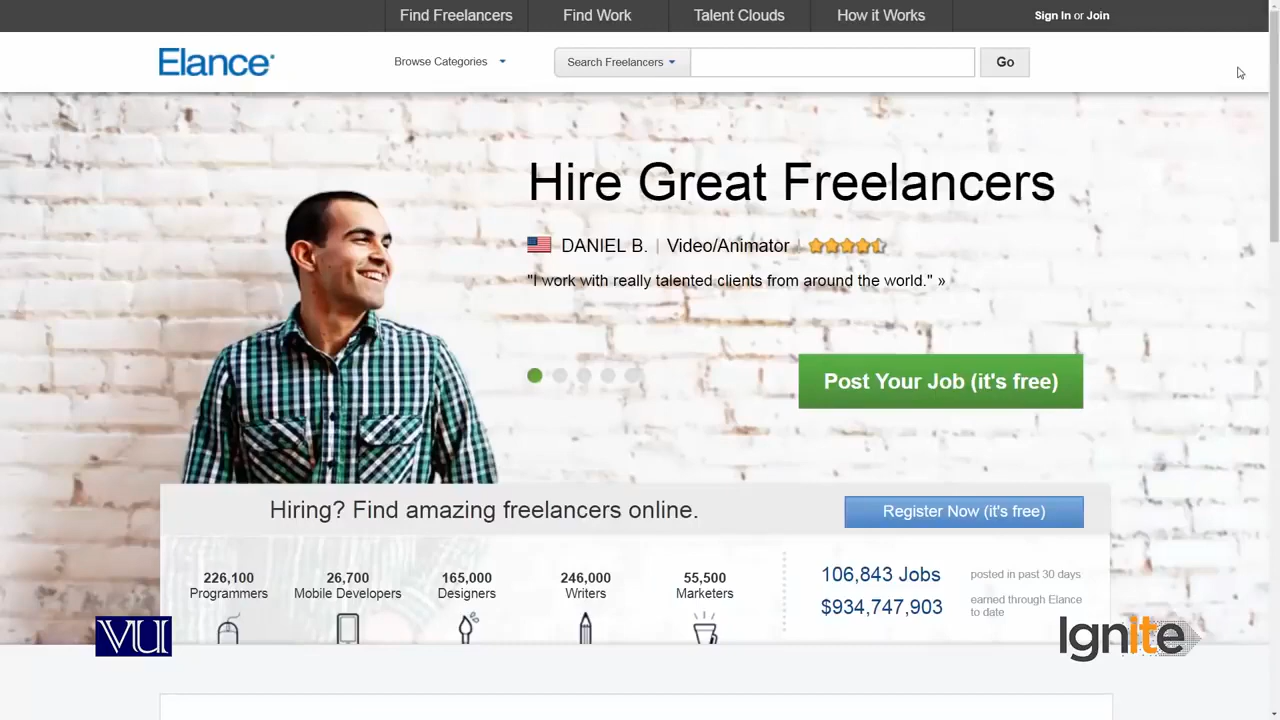 Find Freelancers
Find Work
Talent Clouds
How it Works
Sign In or Join
Elance
Browse Categories
Search Freelancers
Go
Hire Great Freelancers
DANIEL B. | Video/Animator |
"I work with really talented clients from around the world." »
Post Your Job (it's free)
Hiring? Find amazing freelancers online.
Register Now (it's free)
226,100
Programmers
26,700
Mobile Developers
165,000
Designers
246,000
Writers
55,500
Marketers
106,843 Jobs
posted in past 30 days
$934,747,903
earned through Elance
to date
VU
Ignite